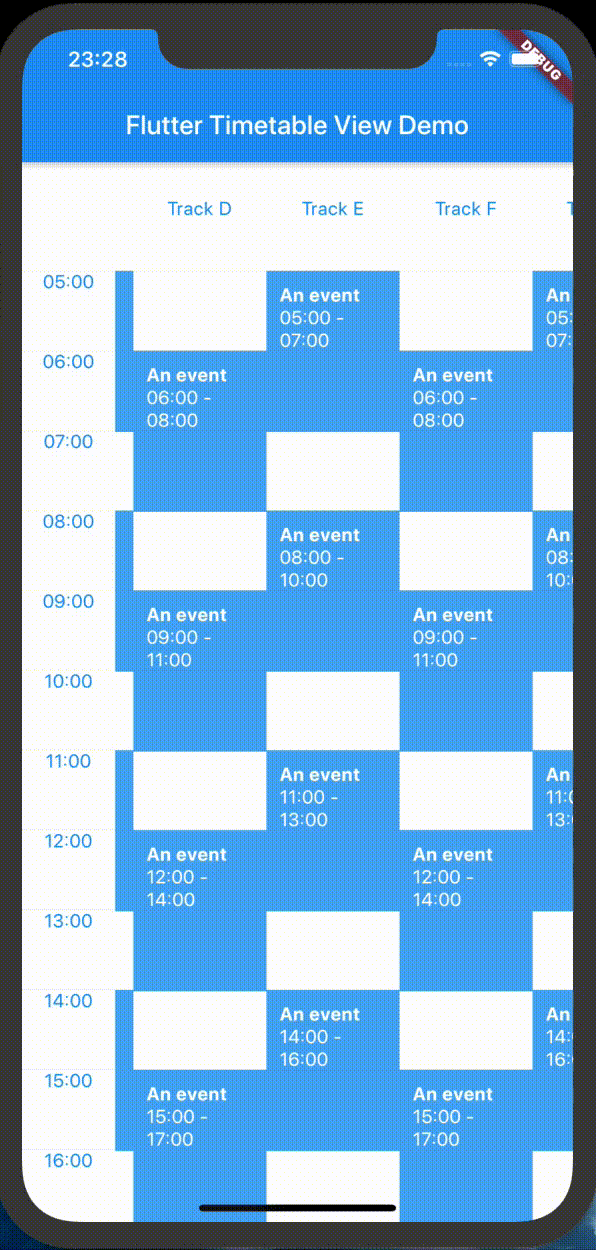 23:28
DEBUG
Flutter Timetable View Demo
Track D Track E Track F T
05:00
An event An
05:00 - 05:
07:00 07:
06:00
An event An event
06:00 - 06:00 -
08:00 08:00
07:00
08:00
An event An
08:00 - 08:
10:00 10:
09:00
An event An event
09:00 - 09:00 -
11:00 11:00
10:00
11:00
An event An
11:00 - 11:0
13:00 13:
12:00
An event An event
12:00 - 12:00 -
14:00 14:00
13:00
14:00
An event An
14:00 - 14:
16:00 16:
15:00
An event An event
15:00 - 15:00 -
17:00 17:00
16:00